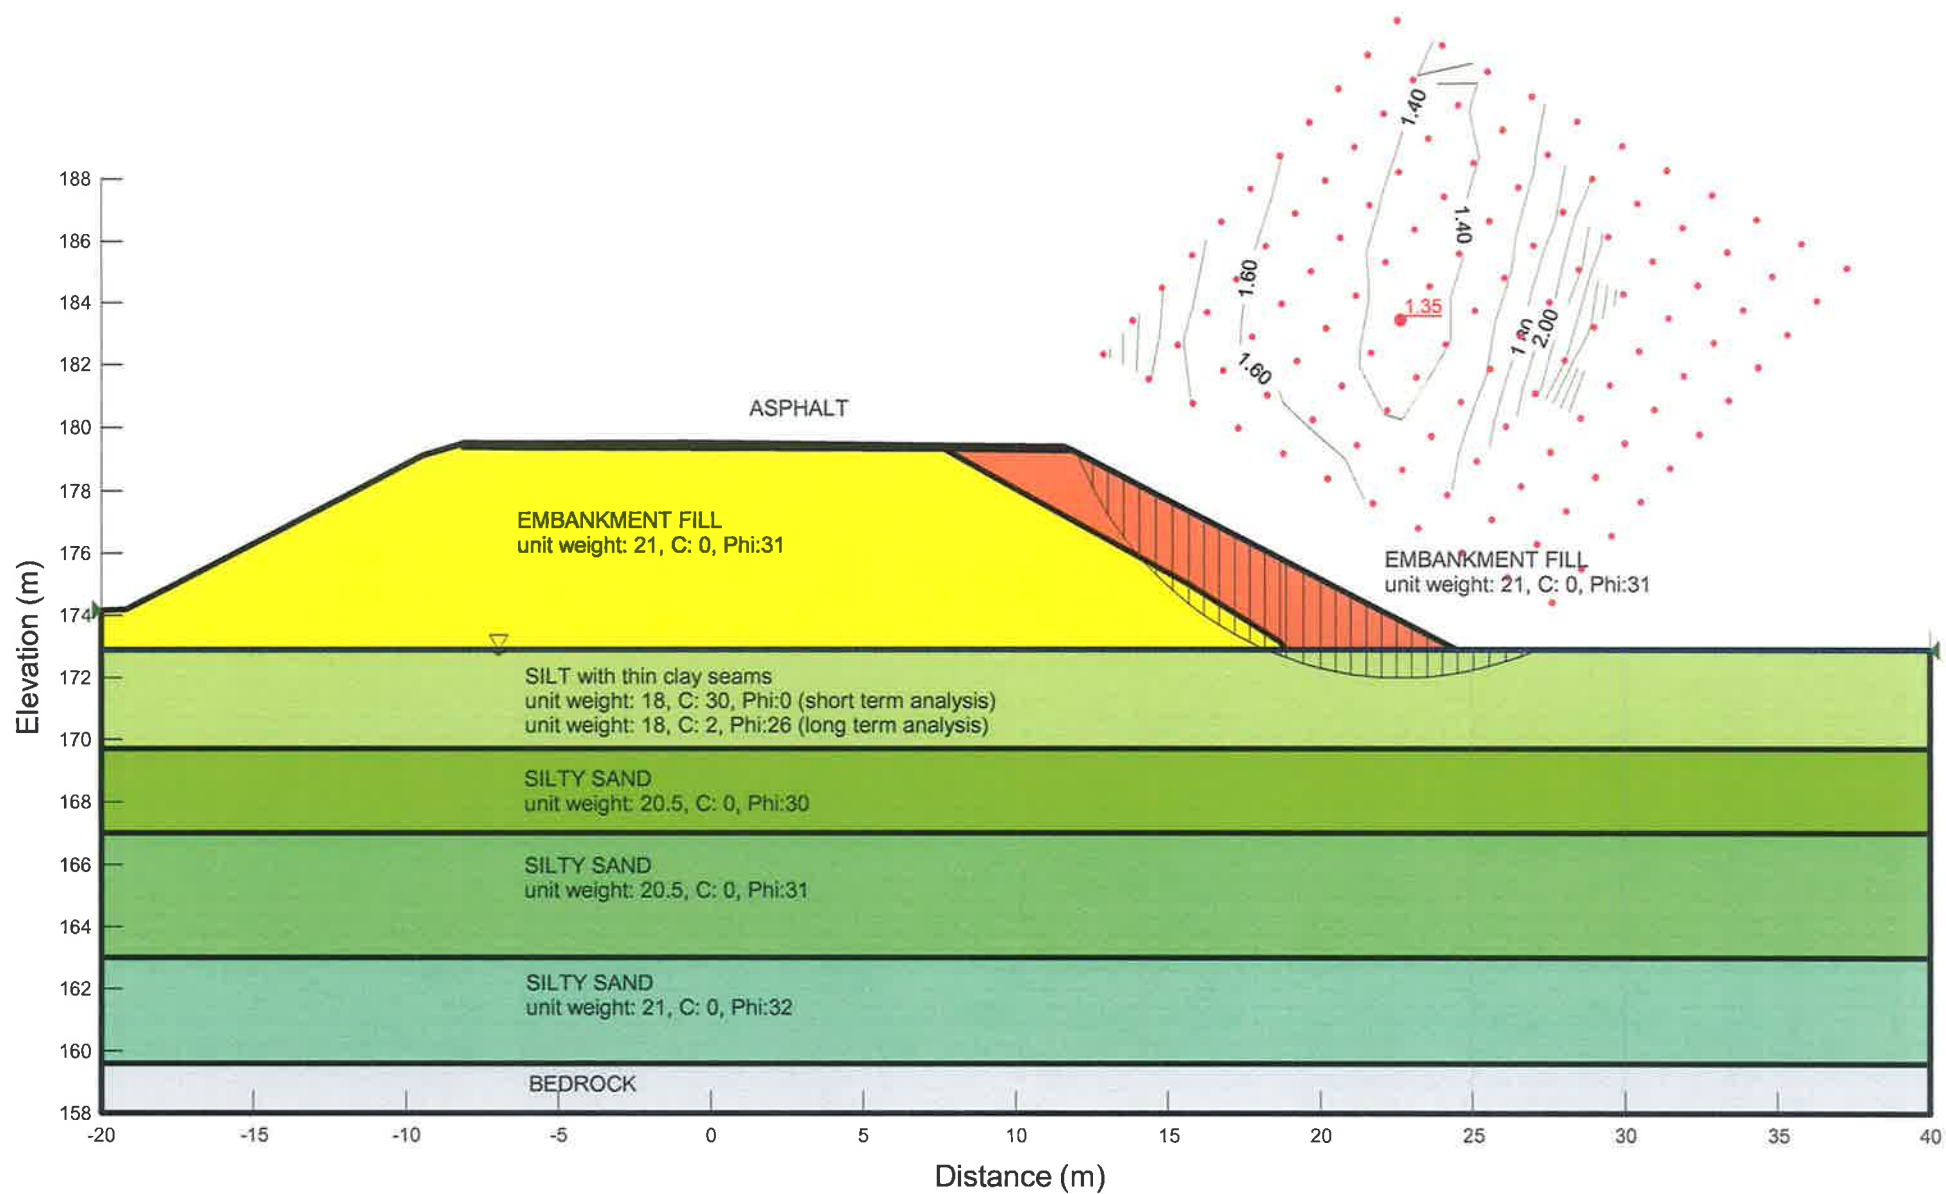 1.40
1.40
1.60
1.35
1.80
2.00
1.60
188
186
184
182
180
178
176
174
172
170
168
166
164
162
160
158
Elevation (m)
ASPHALT
EMBANKMENT FILL
unit weight: 21, C: 0, Phi:31
EMBANKMENT FILL
unit weight: 21, C: 0, Phi:31
SILT with thin clay seams
unit weight: 18, C: 30, Phi:0 (short term analysis)
unit weight: 18, C: 2, Phi:26 (long term analysis)
SILTY SAND
unit weight: 20.5, C: 0, Phi:30
SILTY SAND
unit weight: 20.5, C: 0, Phi:31
SILTY SAND
unit weight: 21, C: 0, Phi:32
BEDROCK
-20 -15 -10 -5 0 5 10 15 20 25 30 35 40
Distance (m)